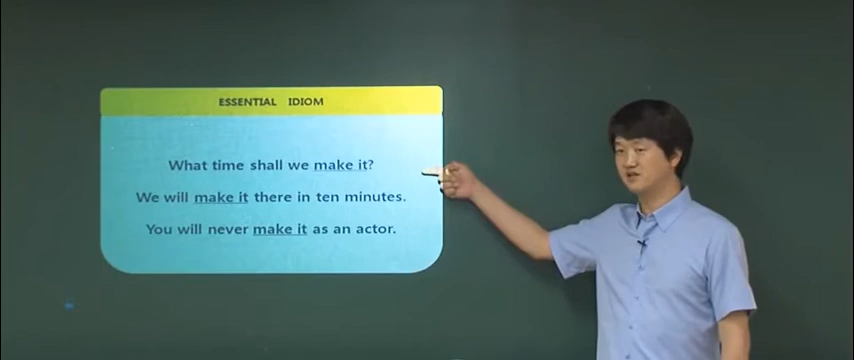 ESSENTIAL IDIOM
What time shall we make it?
We will make it there in ten minutes.
You will never make it as an actor.